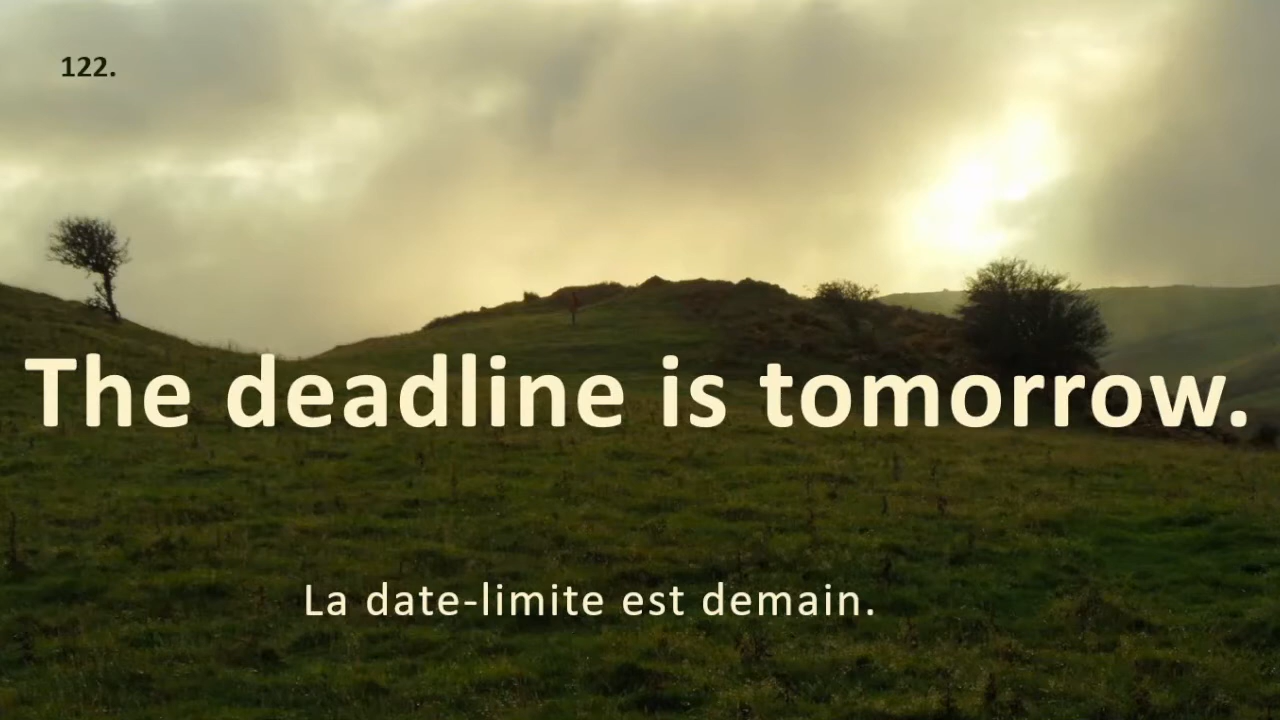 122.
The deadline is tomorrow.
La date-limite est demain.